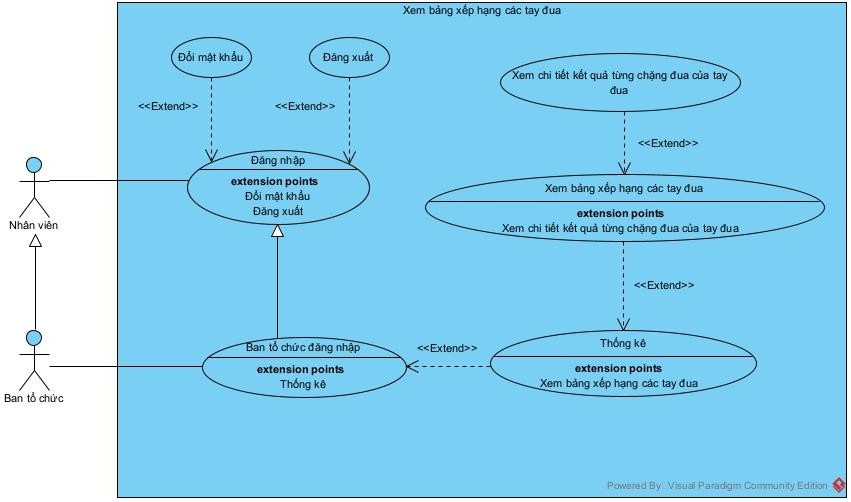 Xem bảng xếp hạng các tay đua
Đổi mật khẩu
Đăng xuất
Xem chi tiết kết quả từng chặng đua của tay
đua
<<Extend>>
<<Extend>>
<<Extend>>
Đăng nhập
extension points
Đổi mật khẩu
Đăng xuất
Nhân viên
Xem bảng xếp hạng các tay đua
extension points
Xem chi tiết kết quả từng chặng đua của tay đua
<<Extend>>
Ban tổ chức đăng nhập
extension points
Thống kê
<<Extend>>
Thống kê
extension points
Xem bảng xếp hạng các tay đua
Ban tổ chức
Powered By: Visual Paradigm Community Edition